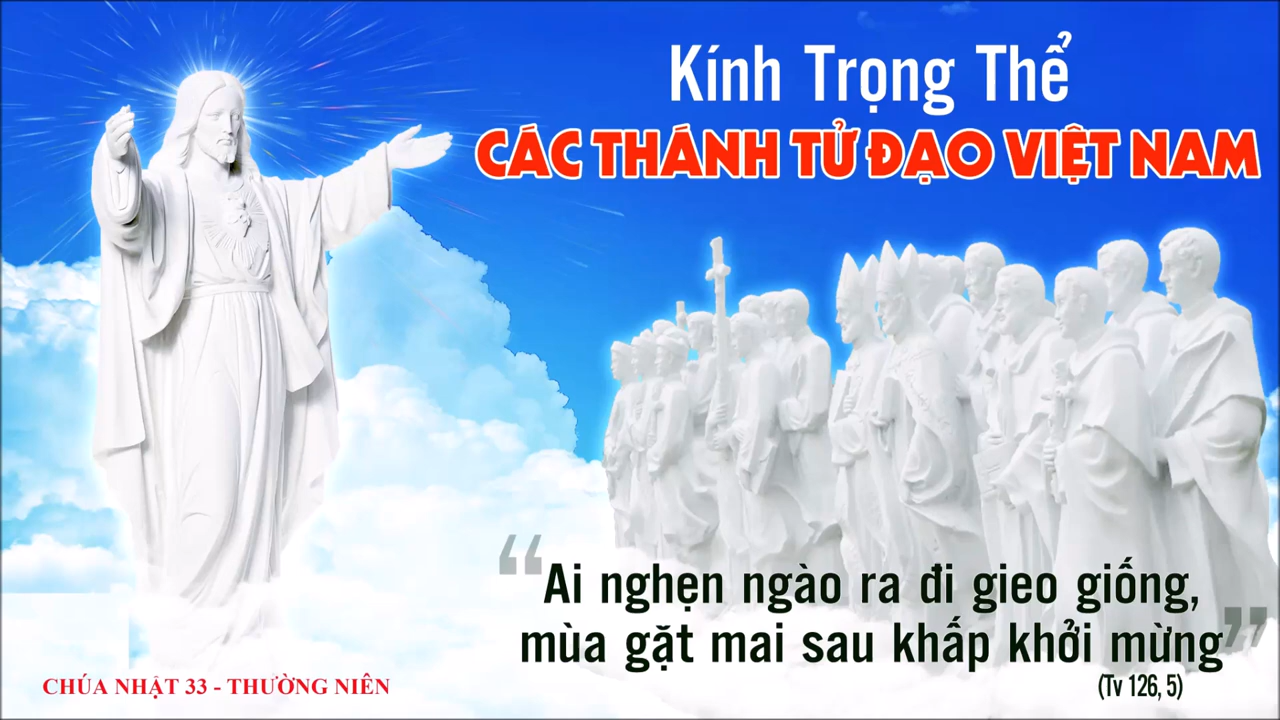 Kính Trọng Thể
CÁC THÁNH TỬ ĐẠO VIỆT NAM
“Ai nghẹn ngào ra đi gieo giống,
mùa gặt mai sau khấp khởi mừng”
(Tv 126, 5)
CHÚA NHẬT 33 - THƯỜNG NIÊN